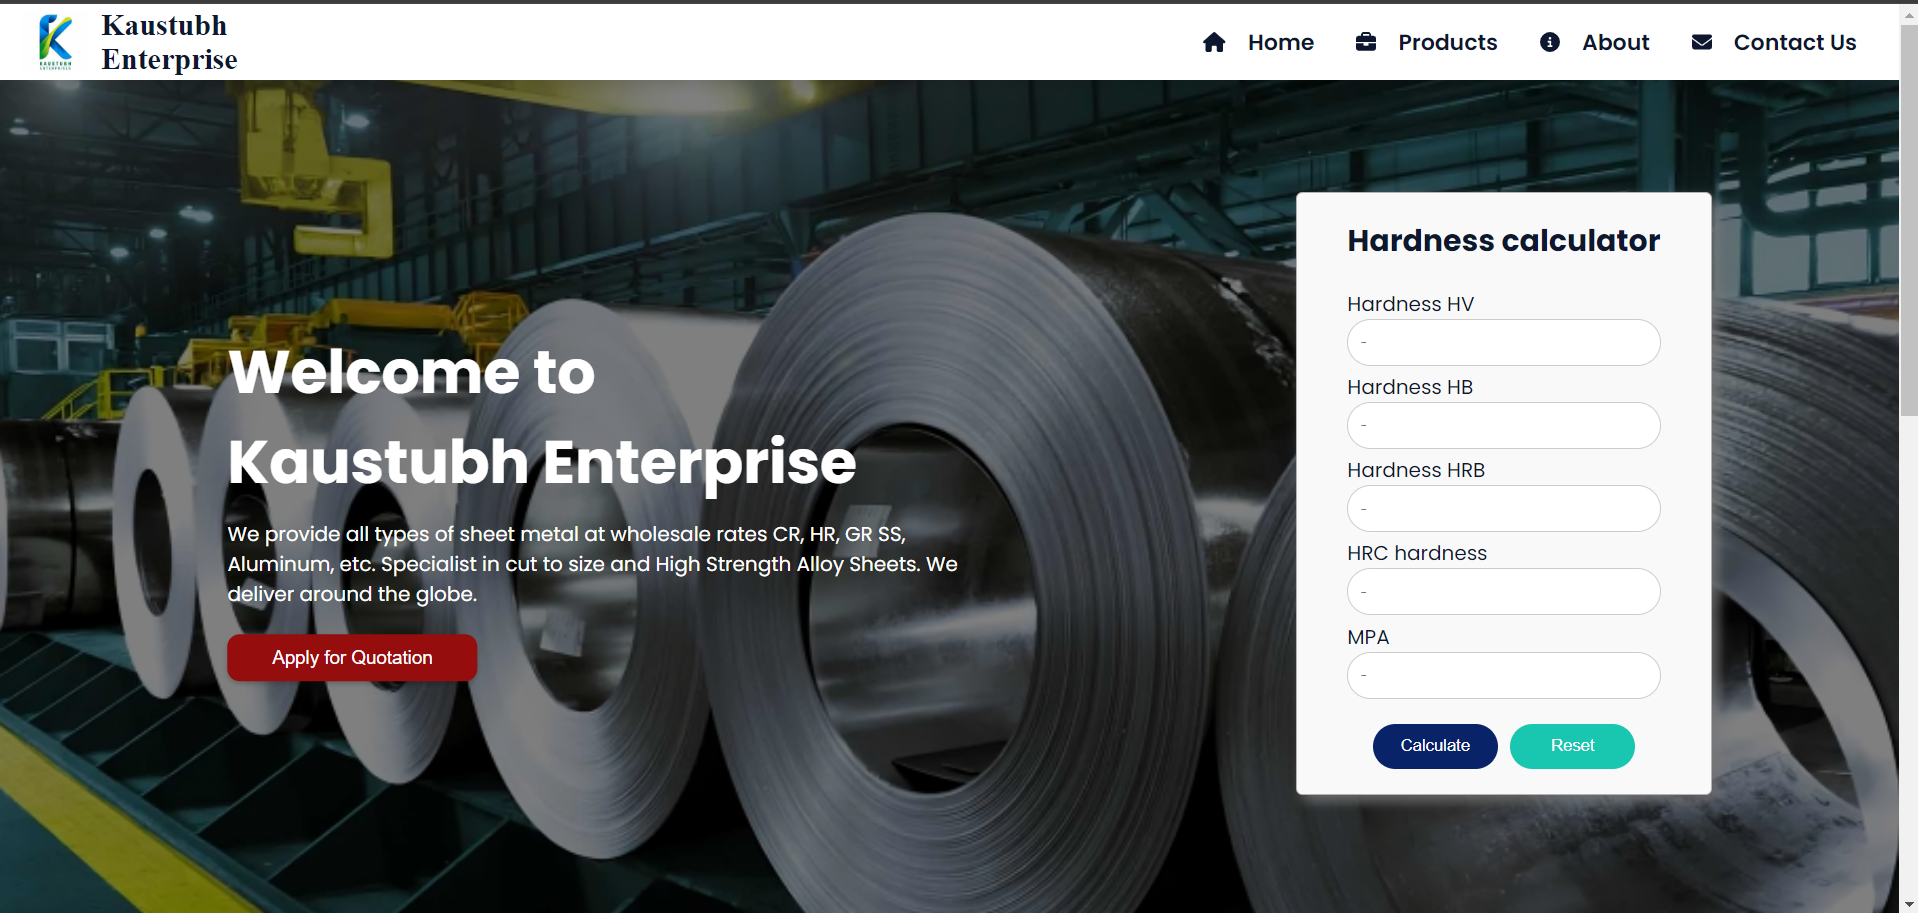 KAUSTUBH
ENTERPRISES
Kaustubh
Enterprise
Home
Products
About
Contact Us
Welcome to
Kaustubh Enterprise
We provide all types of sheet metal at wholesale rates CR, HR, GR SS,
Aluminum, etc. Specialist in cut to size and High Strength Alloy Sheets. We
deliver around the globe.
Apply for Quotation
Hardness calculator
Hardness HV
-
Hardness HB
-
Hardness HRB
-
HRC hardness
-
MPA
-
Calculate
Reset